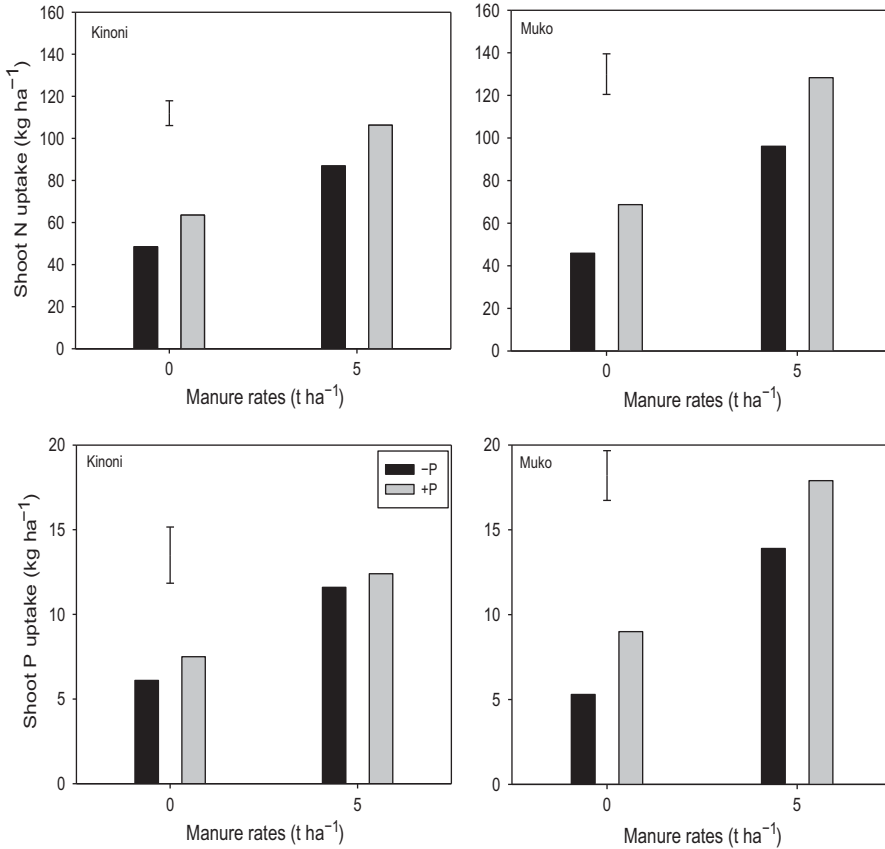 160
140
120
100
80
60
40
20
0
Shoot N uptake (kg ha⁻¹)
Kinoni
0 5
Manure rates (t ha⁻¹)
160
140
120
100
80
60
40
20
0
Muko
0 5
Manure rates (t ha⁻¹)
20
15
10
5
0
Shoot P uptake (kg ha⁻¹)
Kinoni
−P
+P
0 5
Manure rates (t ha⁻¹)
20
15
10
5
0
Muko
0 5
Manure rates (t ha⁻¹)